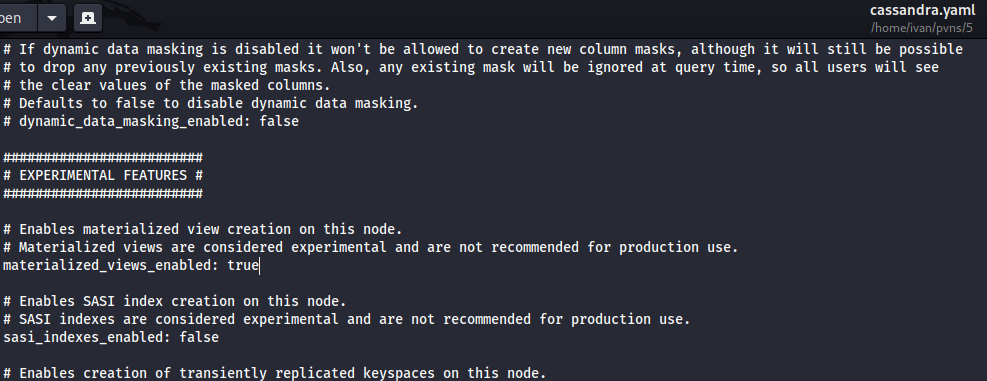 pen
cassandra.yaml
/home/ivan/pvns/5
# If dynamic data masking is disabled it won't be allowed to create new column masks, although it will still be possible
# to drop any previously existing masks. Also, any existing mask will be ignored at query time, so all users will see
# the clear values of the masked columns.
# Defaults to false to disable dynamic data masking.
# dynamic_data_masking_enabled: false
#########################
# EXPERIMENTAL FEATURES #
#########################
# Enables materialized view creation on this node.
# Materialized views are considered experimental and are not recommended for production use.
materialized_views_enabled: true
# Enables SASI index creation on this node.
# SASI indexes are considered experimental and are not recommended for production use.
sasi_indexes_enabled: false
# Enables creation of transiently replicated keyspaces on this node.